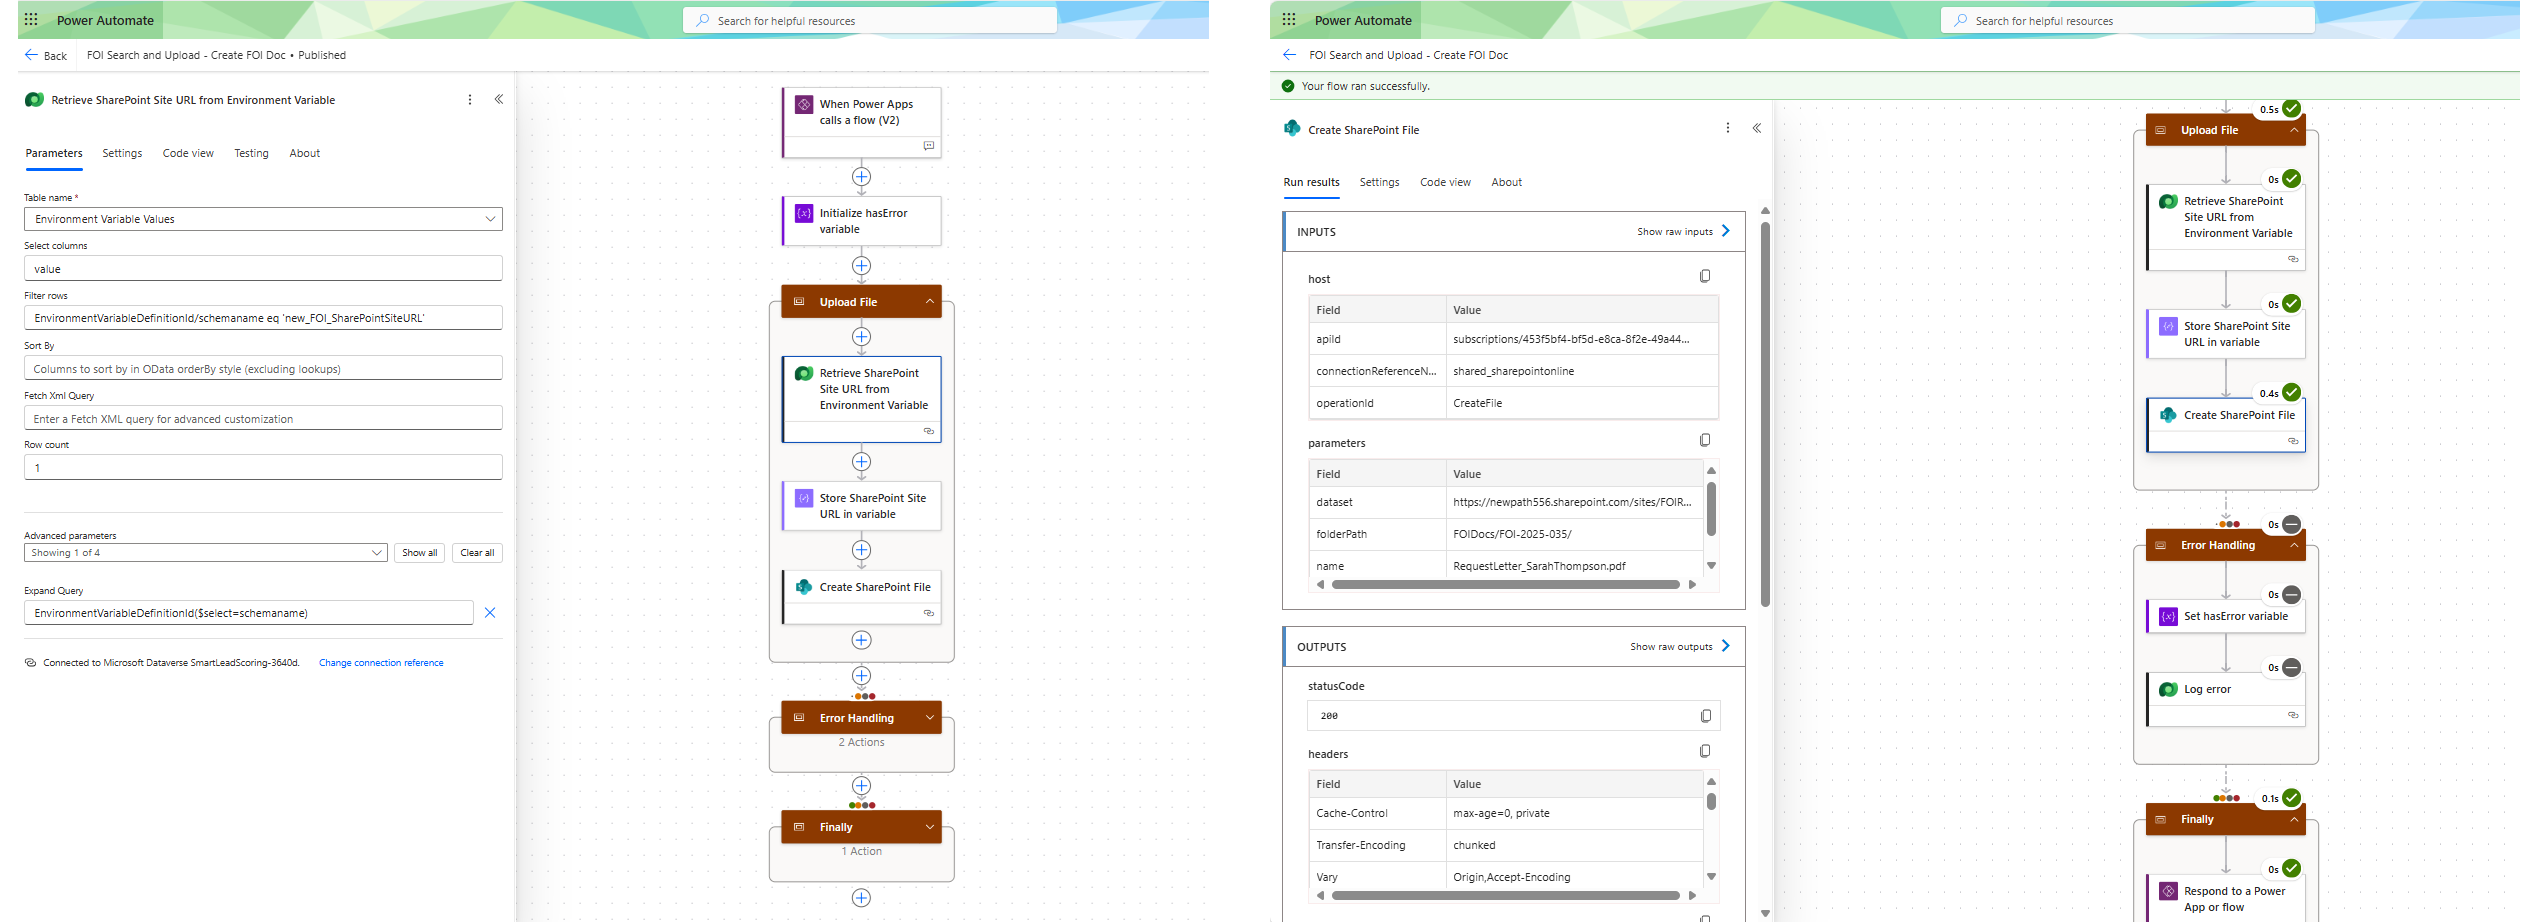 Power Automate
Search for helpful resources
Back
FOI Search and Upload - Create FOI Doc • Published
Retrieve SharePoint Site URL from Environment Variable
Parameters
Settings
Code view
Testing
About
Table name *
Environment Variable Values
Select columns
value
Filter rows
EnvironmentVariableDefinitionId/schemaname eq 'new_FOI_SharePointSiteURL'
Sort By
Columns to sort by in OData orderBy style (excluding lookups)
Fetch Xml Query
Enter a Fetch XML query for advanced customization
Row count
1
Advanced parameters
Showing 1 of 4
Show all
Clear all
Expand Query
EnvironmentVariableDefinitionId($select=schemaname)
Connected to Microsoft Dataverse SmartLeadScoring-3640d.
Change connection reference
When Power Apps
calls a flow (V2)
Initialize hasError
variable
Upload File
Retrieve SharePoint
Site URL from
Environment Variable
Store SharePoint Site
URL in variable
Create SharePoint File
Error Handling
2 Actions
Finally
1 Action
Power Automate
Search for helpful resources
FOI Search and Upload - Create FOI Doc
Your flow ran successfully.
Create SharePoint File
Run results
Settings
Code view
About
INPUTS
Show raw inputs
host
Field
Value
apiId
subscriptions/453f5bf4-bf5d-e8ca-8f2e-49a44...
connectionReferenceN...
shared_sharepointonline
operationId
CreateFile
parameters
Field
Value
dataset
https://newpath556.sharepoint.com/sites/FOIR...
folderPath
FOIDocs/FOI-2025-035/
name
RequestLetter_SarahThompson.pdf
OUTPUTS
Show raw outputs
statusCode
200
headers
Field
Value
Cache-Control
max-age=0, private
Transfer-Encoding
chunked
Vary
Origin,Accept-Encoding
0.5s
Upload File
0s
Retrieve SharePoint
Site URL from
Environment Variable
0s
Store SharePoint Site
URL in variable
0.4s
Create SharePoint File
0s
Error Handling
0s
Set hasError variable
0s
Log error
0.1s
Finally
0s
Respond to a Power
App or flow